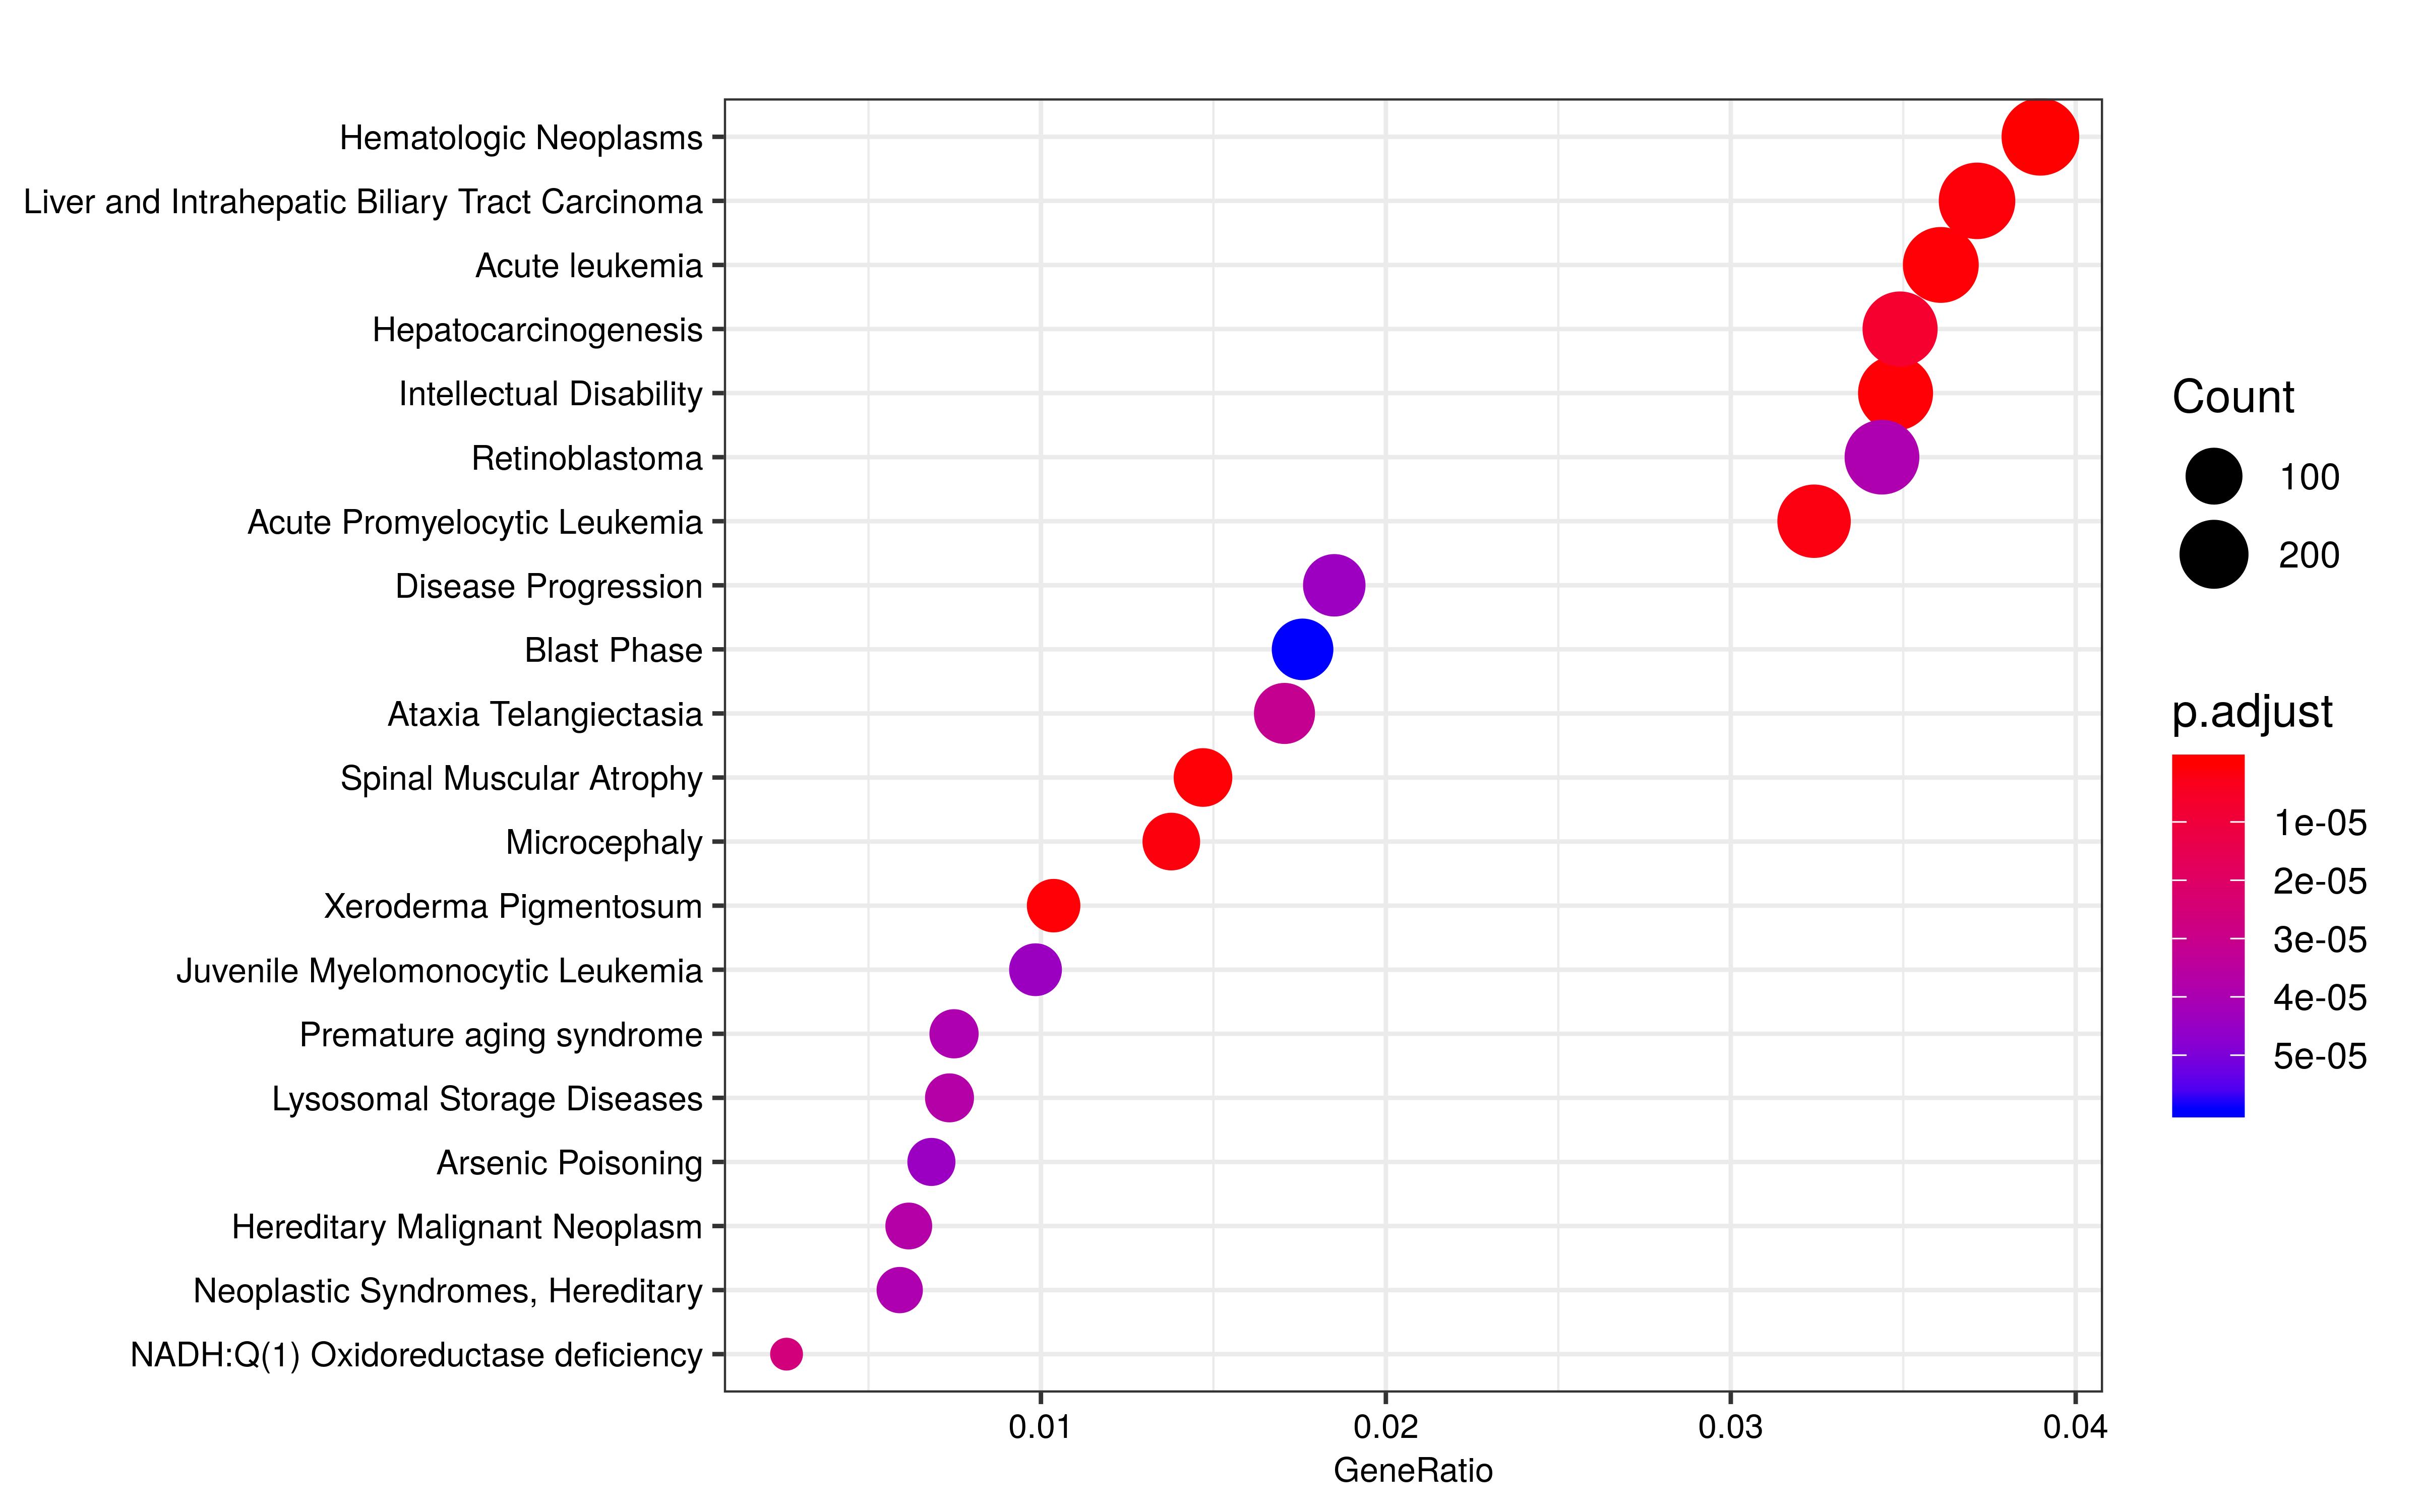 Hematologic Neoplasms
Liver and Intrahepatic Biliary Tract Carcinoma
Acute leukemia
Hepatocarcinogenesis
Intellectual Disability
Retinoblastoma
Acute Promyelocytic Leukemia
Disease Progression
Blast Phase
Ataxia Telangiectasia
Spinal Muscular Atrophy
Microcephaly
Xeroderma Pigmentosum
Juvenile Myelomonocytic Leukemia
Premature aging syndrome
Lysosomal Storage Diseases
Arsenic Poisoning
Hereditary Malignant Neoplasm
Neoplastic Syndromes, Hereditary
NADH:Q(1) Oxidoreductase deficiency
0.01 0.02 0.03 0.04
GeneRatio
Count
100
200
p.adjust
1e-05
2e-05
3e-05
4e-05
5e-05